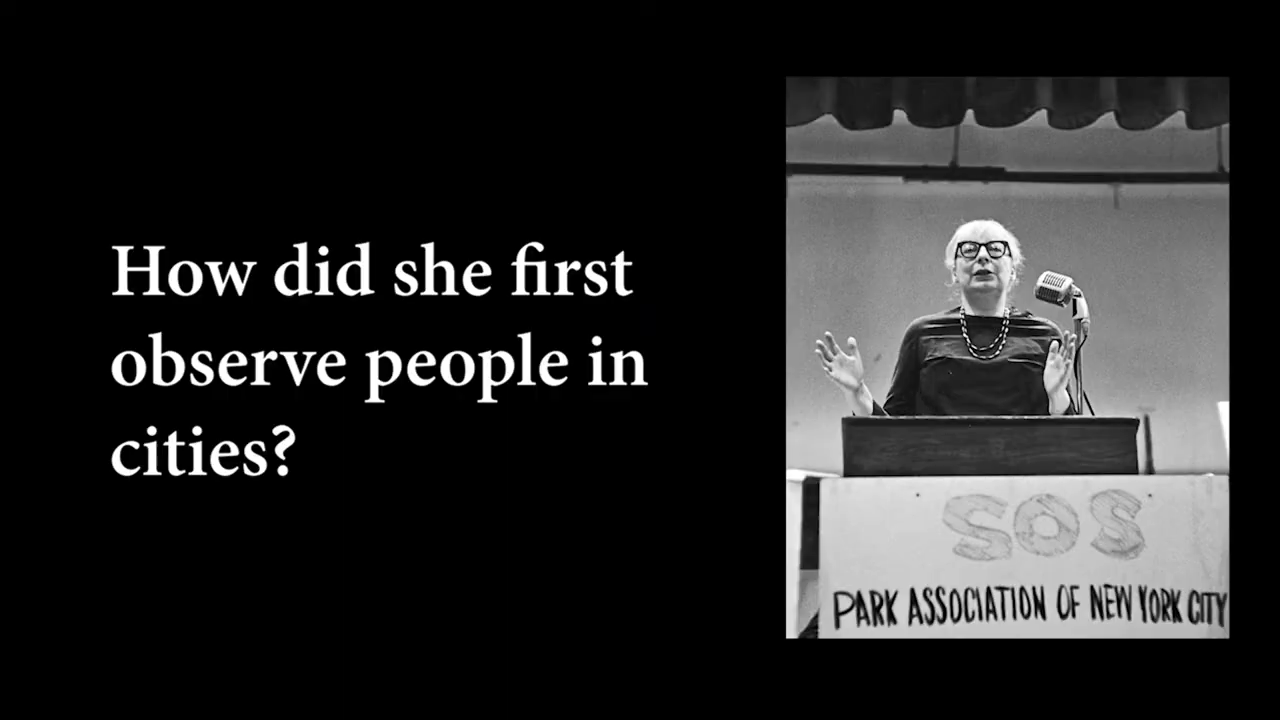 How did she first
observe people in
cities?
SOS
PARK ASSOCIATION OF NEW YORK CITY